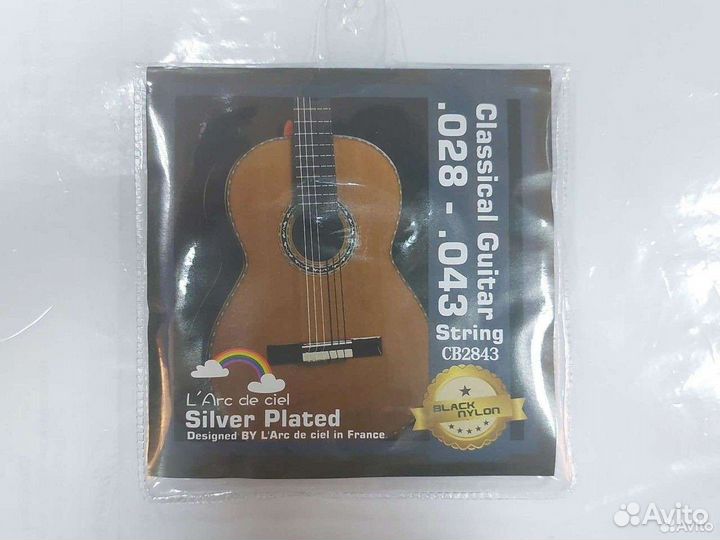 Classical Guitar
.028 - .043
String
CB2843
L'Arc de ciel
Silver Plated
Designed BY L'Arc de ciel in France
BLACK
NYLON
Avito
Avito